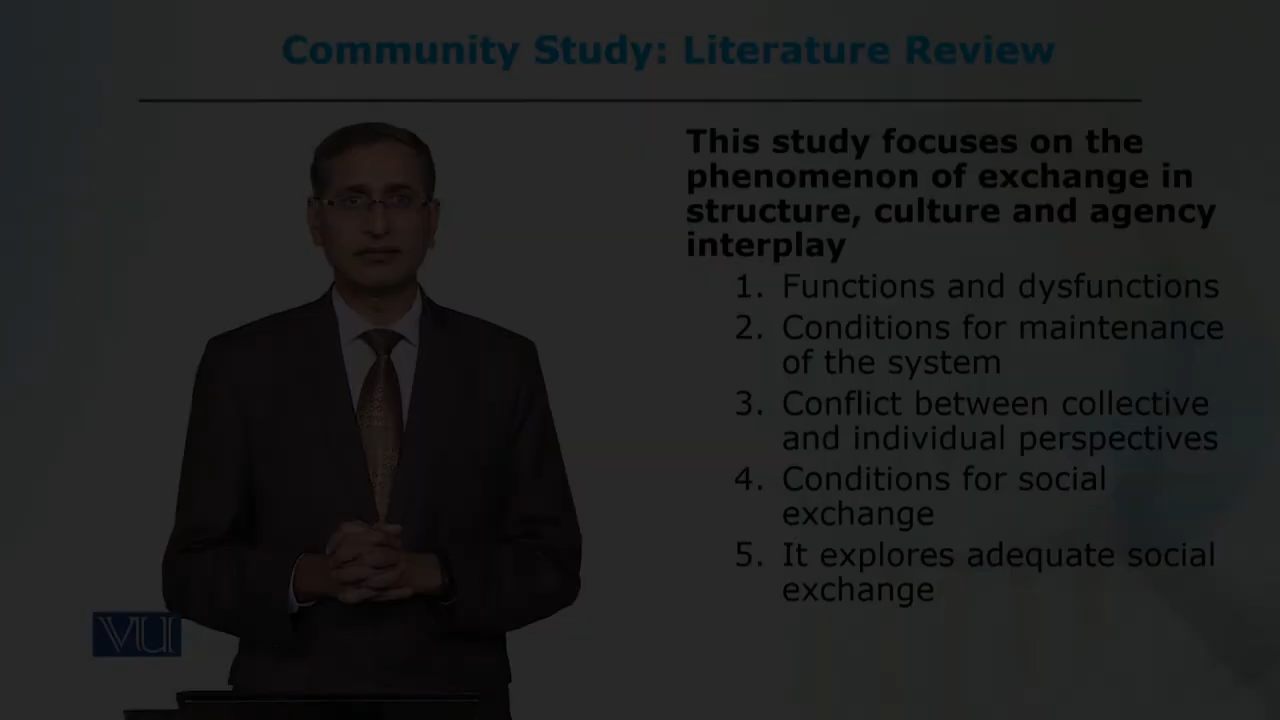 Community Study: Literature Review
This study focuses on the
phenomenon of exchange in
structure, culture and agency
interplay
1. Functions and dysfunctions
2. Conditions for maintenance
of the system
3. Conflict between collective
and individual perspectives
4. Conditions for social
exchange
5. It explores adequate social
exchange
VU